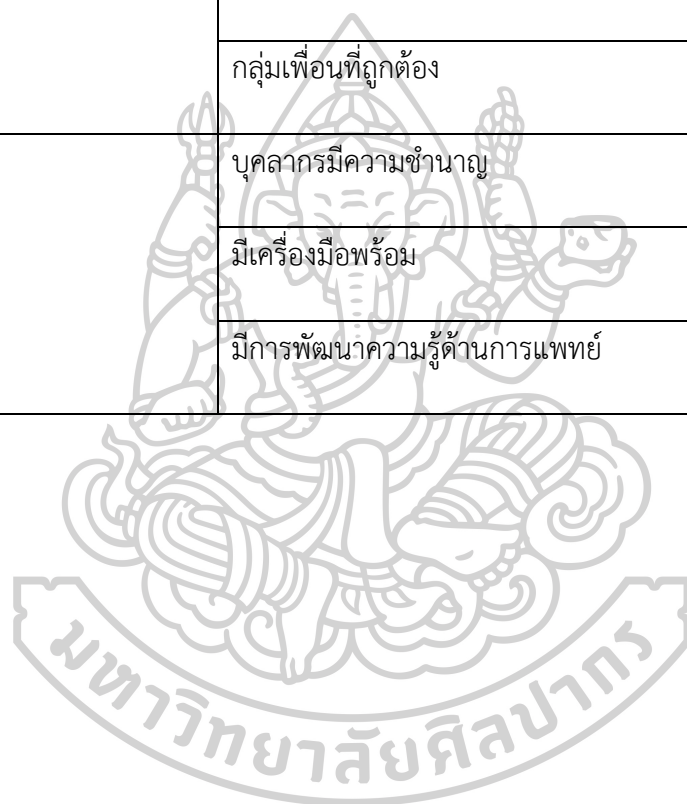 กลุ่มเพื่อนที่ถูกต้อง
บุคลากรมีความชำนาญ
มีเครื่องมือพร้อม
มีการพัฒนาความรู้ด้านการแพทย์
มหาวิทยาลัยศิลปากร